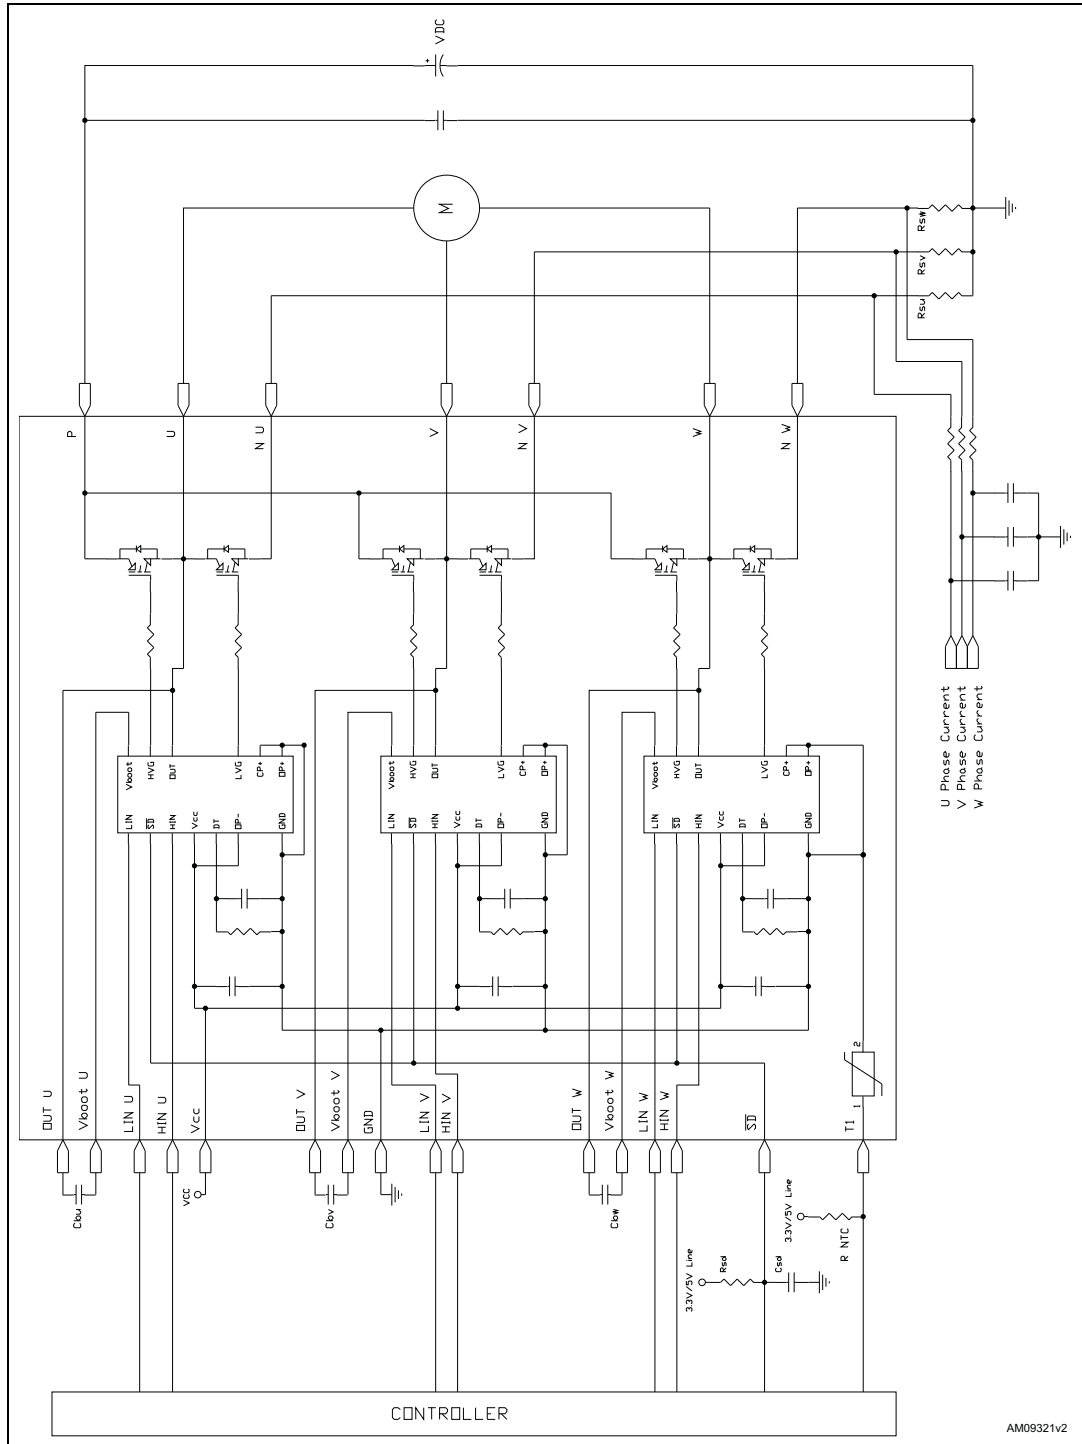 VDC
+
M
Rsw
Rsv
Rsu
P
U
N U
V
N V
W
N W
U Phase Current
V Phase Current
W Phase Current
Vboot
HVG
OUT
LVG
CP+
OP+
LIN
SD
HIN
Vcc
DT
OP-
GND
Vboot
HVG
OUT
LVG
CP+
OP+
LIN
SD
HIN
Vcc
DT
OP-
GND
Vboot
HVG
OUT
LVG
CP+
OP+
LIN
SD
HIN
Vcc
DT
OP-
GND
2
1
OUT U
Vboot U
LIN U
HIN U
Vcc
OUT V
Vboot V
GND
LIN V
HIN V
OUT W
Vboot W
LIN W
HIN W
SD
T1
Cbu
VCC
Cbv
Cbw
3.3V/5V Line
R NTC
3.3V/5V Line
Rsd
Csd
CONTROLLER
AM09321v2